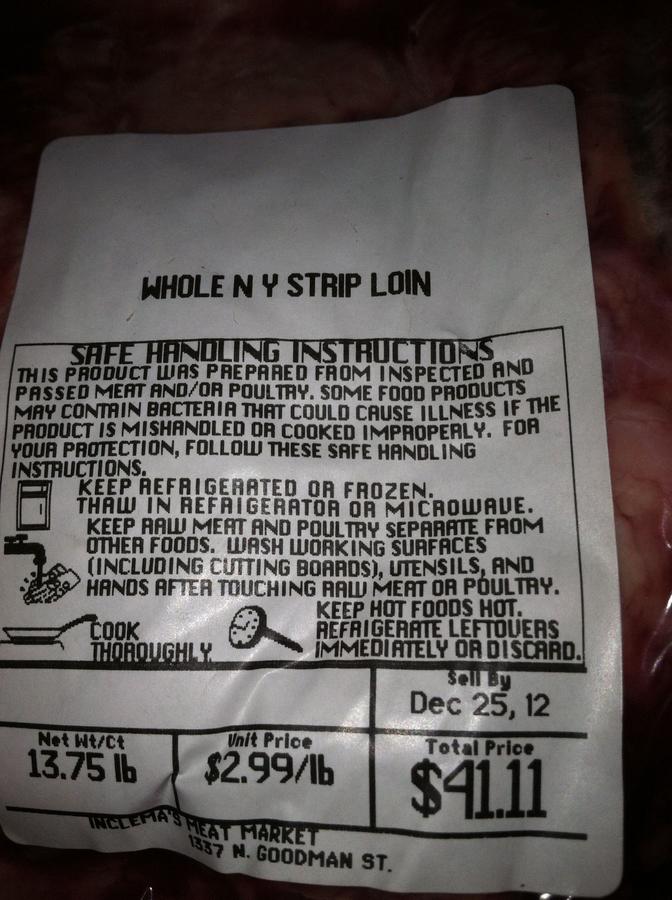 WHOLE N Y STRIP LOIN
SAFE HANDLING INSTRUCTIONS
THIS PRODUCT WAS PREPARED FROM INSPECTED AND
PASSED MEAT AND/OR POULTRY. SOME FOOD PRODUCTS
MAY CONTAIN BACTERIA THAT COULD CAUSE ILLNESS IF THE
PRODUCT IS MISHANDLED OR COOKED IMPROPERLY. FOR
YOUR PROTECTION, FOLLOW THESE SAFE HANDLING
INSTRUCTIONS.
KEEP REFRIGERATED OR FROZEN.
THAW IN REFRIGERATOR OR MICROWAVE.
KEEP RAW MEAT AND POULTRY SEPARATE FROM
OTHER FOODS. WASH WORKING SURFACES
(INCLUDING CUTTING BOARDS), UTENSILS, AND
HANDS AFTER TOUCHING RAW MEAT OR POULTRY.
COOK
THOROUGHLY.
KEEP HOT FOODS HOT.
REFRIGERATE LEFTOVERS
IMMEDIATELY OR DISCARD.
Sell By
Dec 25, 12
Net Wt/Ct
13.75 lb
Unit Price
$2.99/lb
Total Price
$41.11
INCLEMA'S MEAT MARKET
1337 N. GOODMAN ST.